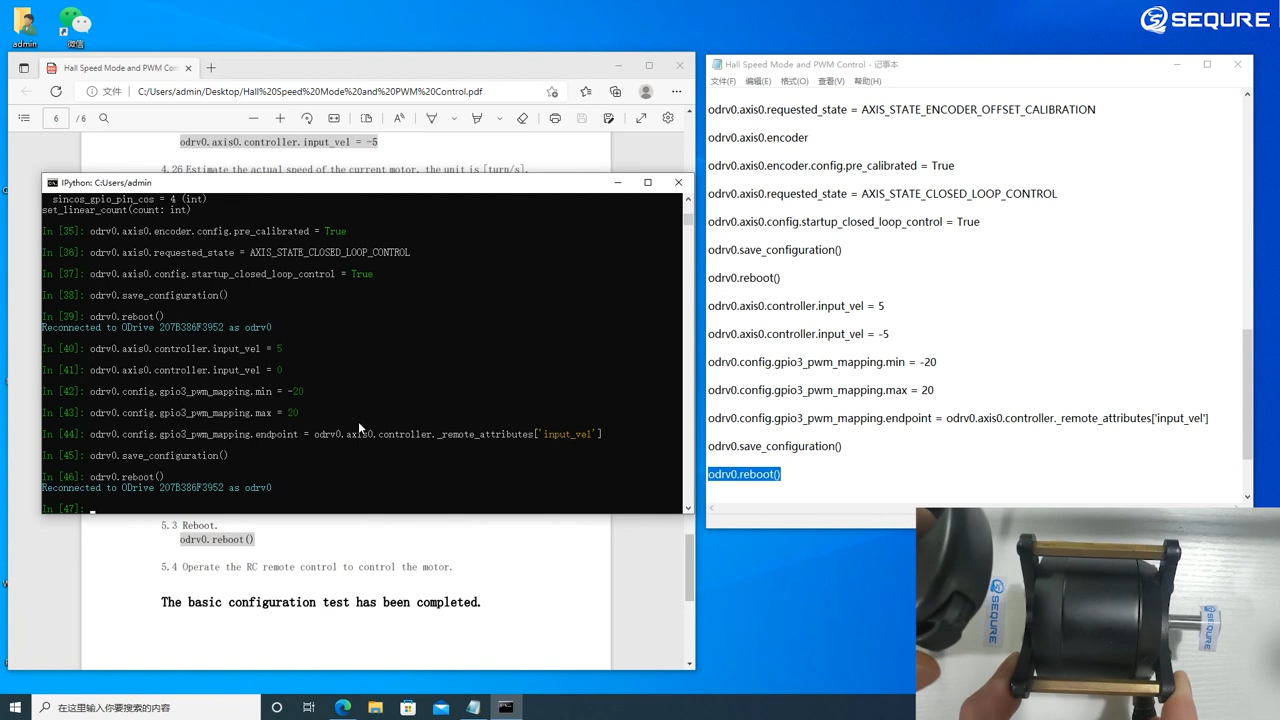 admin
微信
SEQURE
Hall Speed Mode and PWM Con
文件
C:/Users/admin/Desktop/Hall%20Speed%20Mode%20and%20PWM%20Control.pdf
6 /6
odrv0.axis0.controller.input_vel = -5
4.26 Estimate the actual speed of the current motor, the unit is [turn/s].
IPython: C:Users/admin
sincos_gpio_pin_cos = 4 (int)
set_linear_count(count: int)
In [35]: odrv0.axis0.encoder.config.pre_calibrated = True
In [36]: odrv0.axis0.requested_state = AXIS_STATE_CLOSED_LOOP_CONTROL
In [37]: odrv0.axis0.config.startup_closed_loop_control = True
In [38]: odrv0.save_configuration()
In [39]: odrv0.reboot()
Reconnected to ODrive 207B386F3952 as odrv0
In [40]: odrv0.axis0.controller.input_vel = 5
In [41]: odrv0.axis0.controller.input_vel = 0
In [42]: odrv0.config.gpio3_pwm_mapping.min = -20
In [43]: odrv0.config.gpio3_pwm_mapping.max = 20
In [44]: odrv0.config.gpio3_pwm_mapping.endpoint = odrv0.axis0.controller._remote_attributes['input_vel']
In [45]: odrv0.save_configuration()
In [46]: odrv0.reboot()
Reconnected to ODrive 207B386F3952 as odrv0
In [47]:
5.3 Reboot.
odrv0.reboot()
5.4 Operate the RC remote control to control the motor.
The basic configuration test has been completed.
Hall Speed Mode and PWM Control - 记事本
文件(F) 编辑(E) 格式(O) 查看(V) 帮助(H)
odrv0.axis0.requested_state = AXIS_STATE_ENCODER_OFFSET_CALIBRATION
odrv0.axis0.encoder
odrv0.axis0.encoder.config.pre_calibrated = True
odrv0.axis0.requested_state = AXIS_STATE_CLOSED_LOOP_CONTROL
odrv0.axis0.config.startup_closed_loop_control = True
odrv0.save_configuration()
odrv0.reboot()
odrv0.axis0.controller.input_vel = 5
odrv0.axis0.controller.input_vel = -5
odrv0.config.gpio3_pwm_mapping.min = -20
odrv0.config.gpio3_pwm_mapping.max = 20
odrv0.config.gpio3_pwm_mapping.endpoint = odrv0.axis0.controller._remote_attributes['input_vel']
odrv0.save_configuration()
odrv0.reboot()
SEQURE
SEQURE
在这里输入你要搜索的内容